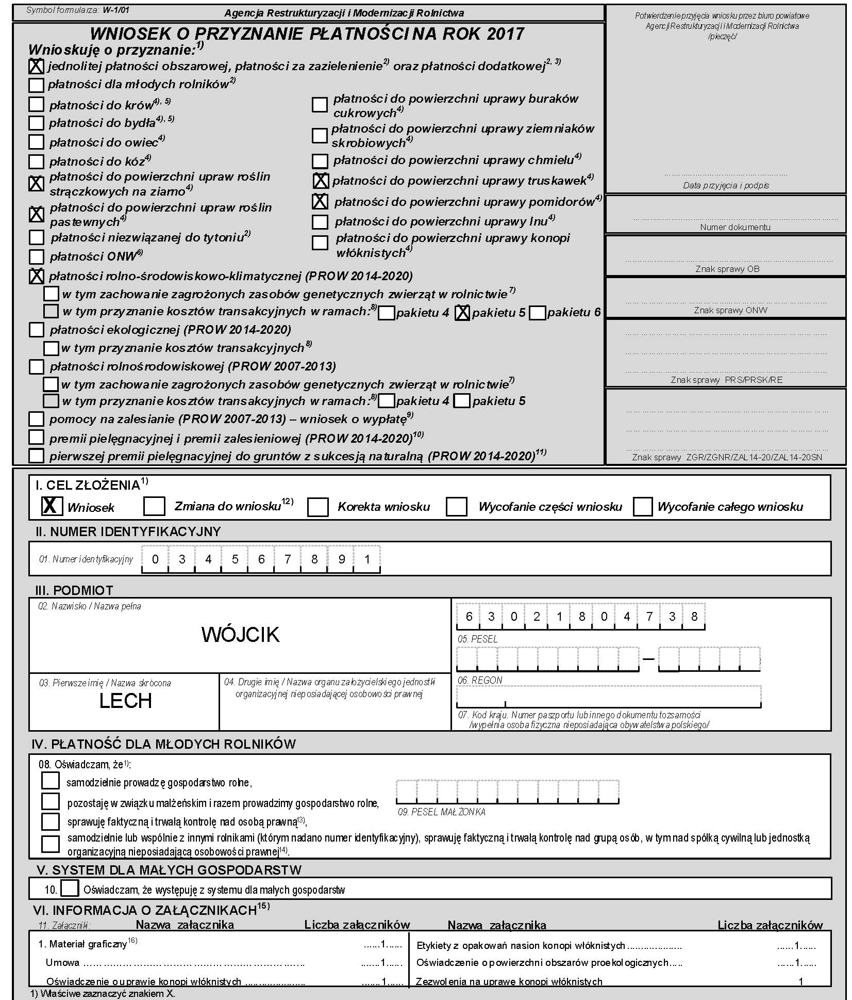 Symbol formularza: W-1/01
Agencja Restrukturyzacji i Modernizacji Rolnictwa
Potwierdzenie przyjęcia wniosku przez biuro powiatowe
Agencji Restrukturyzacji i Modernizacji Rolnictwa
/pieczęć/
WNIOSEK O PRZYZNANIE PŁATNOŚCI NA ROK 2017
Wnioskuję o przyznanie:1)
X jednolitej płatności obszarowej, płatności za zazielenienie2) oraz płatności dodatkowej2, 3)
płatności dla młodych rolników2)
płatności do krów4), 5)
płatności do bydła4), 5)
płatności do owiec4)
płatności do kóz4)
X płatności do powierzchni upraw roślin
strączkowych na ziarno4)
X płatności do powierzchni upraw roślin
pastewnych4)
płatności niezwiązanej do tytoniu2)
płatności ONW6)
płatności do powierzchni uprawy buraków
cukrowych4)
płatności do powierzchni uprawy ziemniaków
skrobiowych4)
płatności do powierzchni uprawy chmielu4)
X płatności do powierzchni uprawy truskawek4)
X płatności do powierzchni uprawy pomidorów4)
płatności do powierzchni uprawy lnu4)
płatności do powierzchni uprawy konopi
włóknistych4)
X płatności rolno-środowiskowo-klimatycznej (PROW 2014-2020)
w tym zachowanie zagrożonych zasobów genetycznych zwierząt w rolnictwie7)
w tym przyznanie kosztów transakcyjnych w ramach:8) pakietu 4 X pakietu 5 pakietu 6
płatności ekologicznej (PROW 2014-2020)
w tym przyznanie kosztów transakcyjnych8)
płatności rolnośrodowiskowej (PROW 2007-2013)
w tym zachowanie zagrożonych zasobów genetycznych zwierząt w rolnictwie7)
w tym przyznanie kosztów transakcyjnych w ramach:8) pakietu 4 pakietu 5
pomocy na zalesianie (PROW 2007-2013) – wniosek o wypłatę9)
premii pielęgnacyjnej i premii zalesieniowej (PROW 2014-2020)10)
pierwszej premii pielęgnacyjnej do gruntów z sukcesją naturalną (PROW 2014-2020)11)
Data przyjęcia i podpis
Numer dokumentu
Znak sprawy OB
Znak sprawy ONW
Znak sprawy PRS/PRSK/RE
Znak sprawy ZGR/ZGNR/ZAL14-20/ZAL14-20SN
I. CEL ZŁOŻENIA1)
X Wniosek Zmiana do wniosku12) Korekta wniosku Wycofanie części wniosku Wycofanie całego wniosku
II. NUMER IDENTYFIKACYJNY
01. Numer identyfikacyjny 0 3 4 5 6 7 8 9 1
III. PODMIOT
02. Nazwisko / Nazwa pełna
WÓJCIK
6 3 0 2 1 8 0 4 7 3 8
05. PESEL
–
06. REGON
03. Pierwsze imię / Nazwa skrócona
LECH
04. Drugie imię / Nazwa organu założycielskiego jednostki
organizacyjnej nieposiadającej osobowości prawnej
07. Kod kraju. Numer paszportu lub innego dokumentu tożsamości
/wypełnia osoba fizyczna nieposiadająca obywatelstwa polskiego/
IV. PŁATNOŚĆ DLA MŁODYCH ROLNIKÓW
08. Oświadczam, że1):
samodzielnie prowadzę gospodarstwo rolne,
pozostaję w związku małżeńskim i razem prowadzimy gospodarstwo rolne,
09. PESEL MAŁŻONKA
sprawuję faktyczną i trwałą kontrolę nad osobą prawną13),
samodzielnie lub wspólnie z innymi rolnikami (którym nadano numer identyfikacyjny), sprawuję faktyczną i trwałą kontrolę nad grupą osób, w tym nad spółką cywilną lub jednostką
organizacyjną nieposiadającą osobowości prawnej14).
V. SYSTEM DLA MAŁYCH GOSPODARSTW
10. Oświadczam, że występuję z systemu dla małych gospodarstw
VI. INFORMACJA O ZAŁĄCZNIKACH15)
11. Załączniki: Nazwa załącznika Liczba załączników Nazwa załącznika Liczba załączników
1. Materiał graficzny16) ......1...... Etykiety z opakowań nasion konopi włóknistych..................... ......1......
Umowa ................................................................ .......1...... Oświadczenie o powierzchni obszarów proekologicznych..... ......1......
Oświadczenie o uprawie konopi włóknistych ....................... .......1...... Zezwolenia na uprawę konopi włóknistych 1
1) Właściwe zaznaczyć znakiem X.